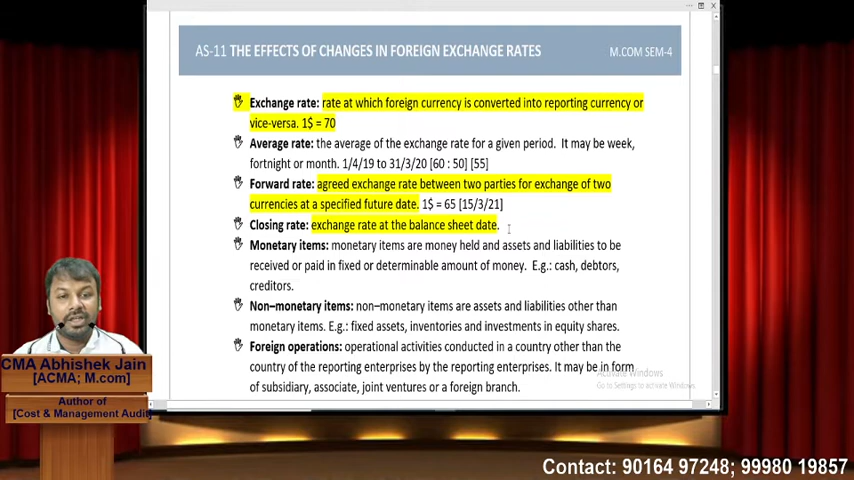 AS-11 THE EFFECTS OF CHANGES IN FOREIGN EXCHANGE RATES M.COM SEM-4
Exchange rate: rate at which foreign currency is converted into reporting currency or
vice-versa. 1$ = 70
Average rate: the average of the exchange rate for a given period. It may be week,
fortnight or month. 1/4/19 to 31/3/20 [60 : 50] [55]
Forward rate: agreed exchange rate between two parties for exchange of two
currencies at a specified future date. 1$ = 65 [15/3/21]
Closing rate: exchange rate at the balance sheet date.
Monetary items: monetary items are money held and assets and liabilities to be
received or paid in fixed or determinable amount of money. E.g.: cash, debtors,
creditors.
Non–monetary items: non–monetary items are assets and liabilities other than
monetary items. E.g.: fixed assets, inventories and investments in equity shares.
Foreign operations: operational activities conducted in a country other than the
country of the reporting enterprises by the reporting enterprises. It may be in form
of subsidiary, associate, joint ventures or a foreign branch.
Activate Windows
Go to Settings to activate Windows.
CMA Abhishek Jain
[ACMA; M.com]
Author of
[Cost & Management Audit]
Contact: 90164 97248; 99980 19857